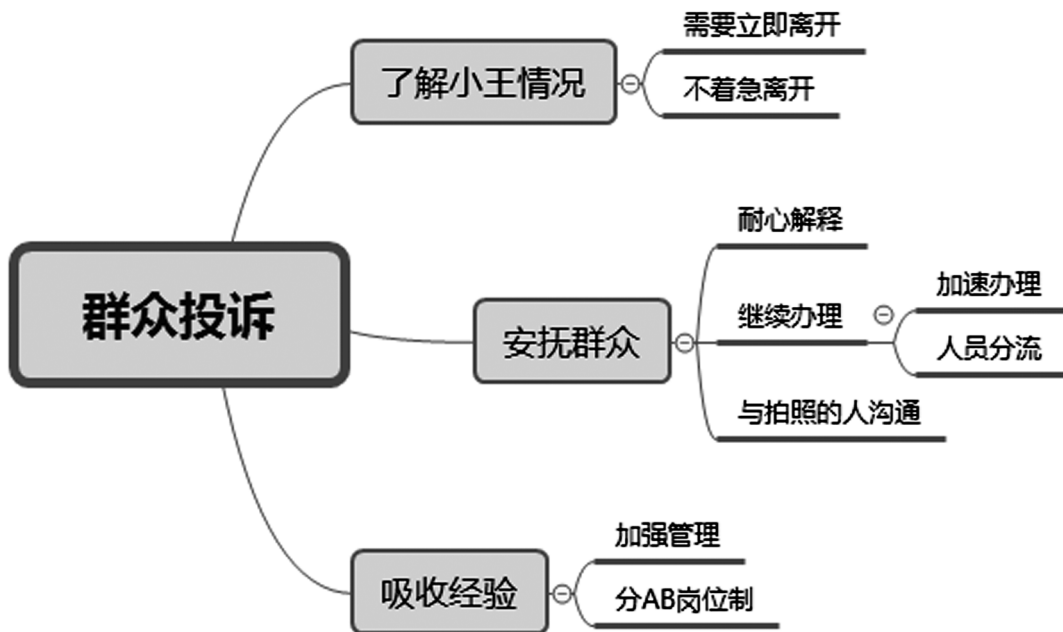 群众投诉
了解小王情况
需要立即离开
不着急离开
安抚群众
耐心解释
继续办理
加速办理
人员分流
与拍照的人沟通
吸收经验
加强管理
分AB岗位制